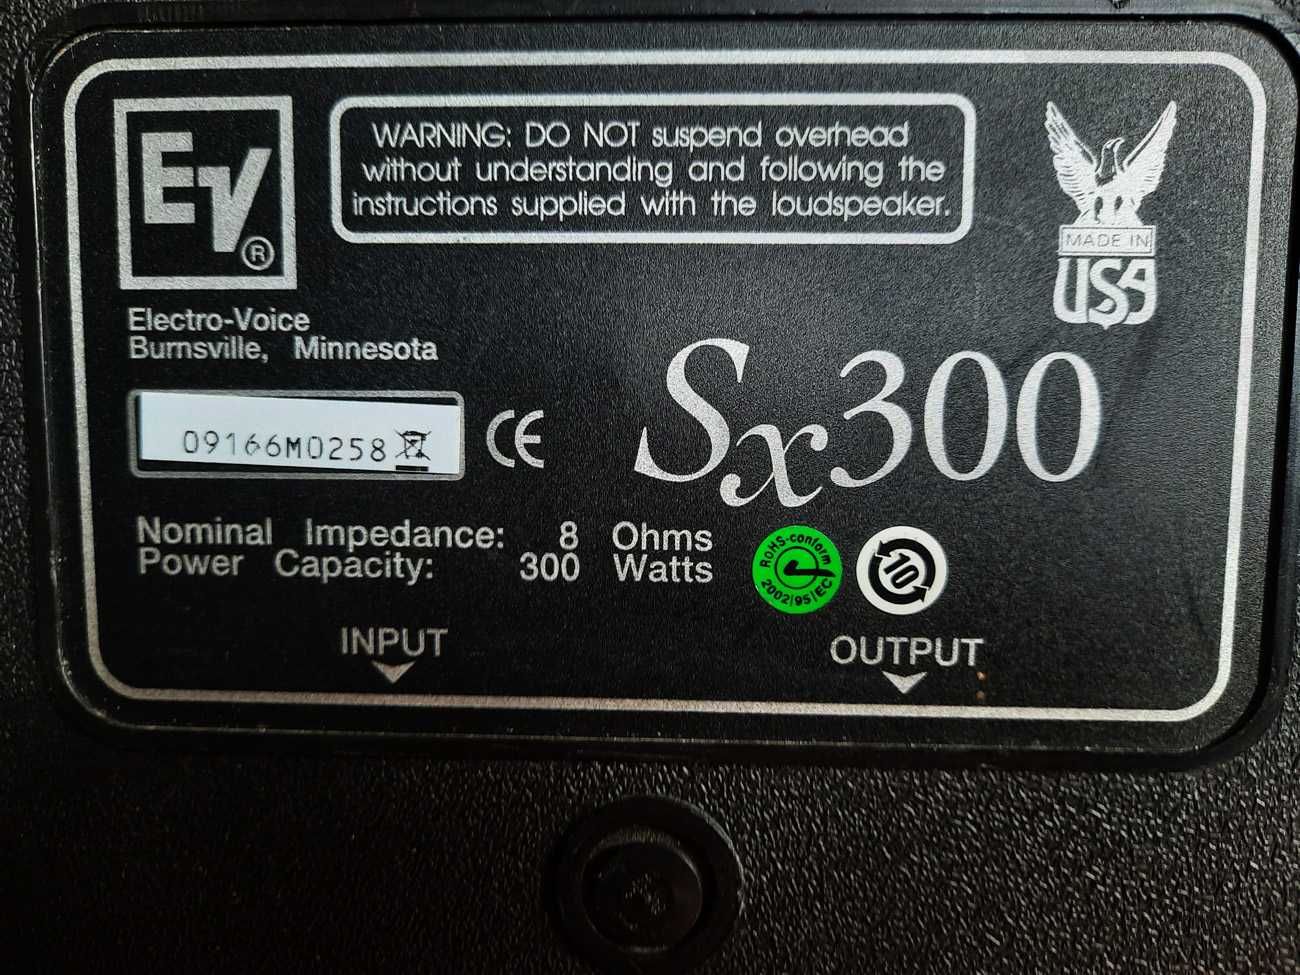 EV®
WARNING: DO NOT suspend overhead
without understanding and following the
instructions supplied with the loudspeaker.
MADE IN
USA
Electro-Voice
Burnsville, Minnesota
09166M0258
CE
Sx300
Nominal Impedance: 8 Ohms
Power Capacity: 300 Watts
RoHS-conform
2002/95/EC
10
INPUT
OUTPUT